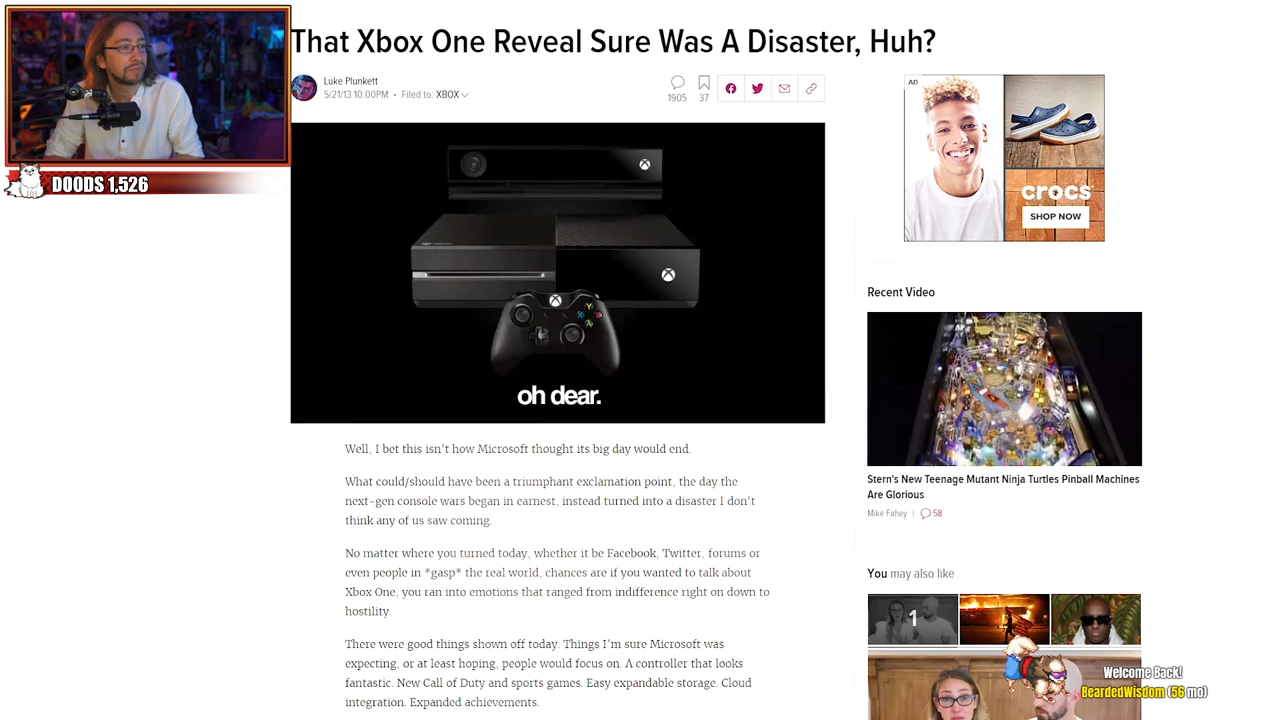 That Xbox One Reveal Sure Was A Disaster, Huh?
Luke Plunkett
5/21/13 10:00PM • Filed to: XBOX
1905
37
DOODS 1,526
oh dear.
Well, I bet this isn't how Microsoft thought its big day would end.
What could/should have been a triumphant exclamation point, the day the
next-gen console wars began in earnest, instead turned into a disaster I don't
think any of us saw coming.
No matter where you turned today, whether it be Facebook, Twitter, forums or
even people in *gasp* the real world, chances are if you wanted to talk about
Xbox One, you ran into emotions that ranged from indifference right on down to
hostility.
There were good things shown off today. Things I'm sure Microsoft was
expecting, or at least hoping, people would focus on. A controller that looks
fantastic. New Call of Duty and sports games. Easy expandable storage. Cloud
integration. Expanded achievements.
AD
crocs
SHOP NOW
Recent Video
Stern's New Teenage Mutant Ninja Turtles Pinball Machines
Are Glorious
Mike Fahey | 58
You may also like
1
Welcome Back!
BeardedWisdom (56 mo)